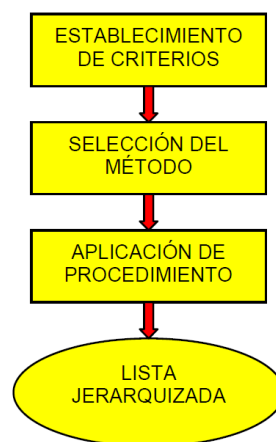 ESTABLECIMIENTO
DE CRITERIOS
SELECCIÓN DEL
MÉTODO
APLICACIÓN DE
PROCEDIMIENTO
LISTA
JERARQUIZADA